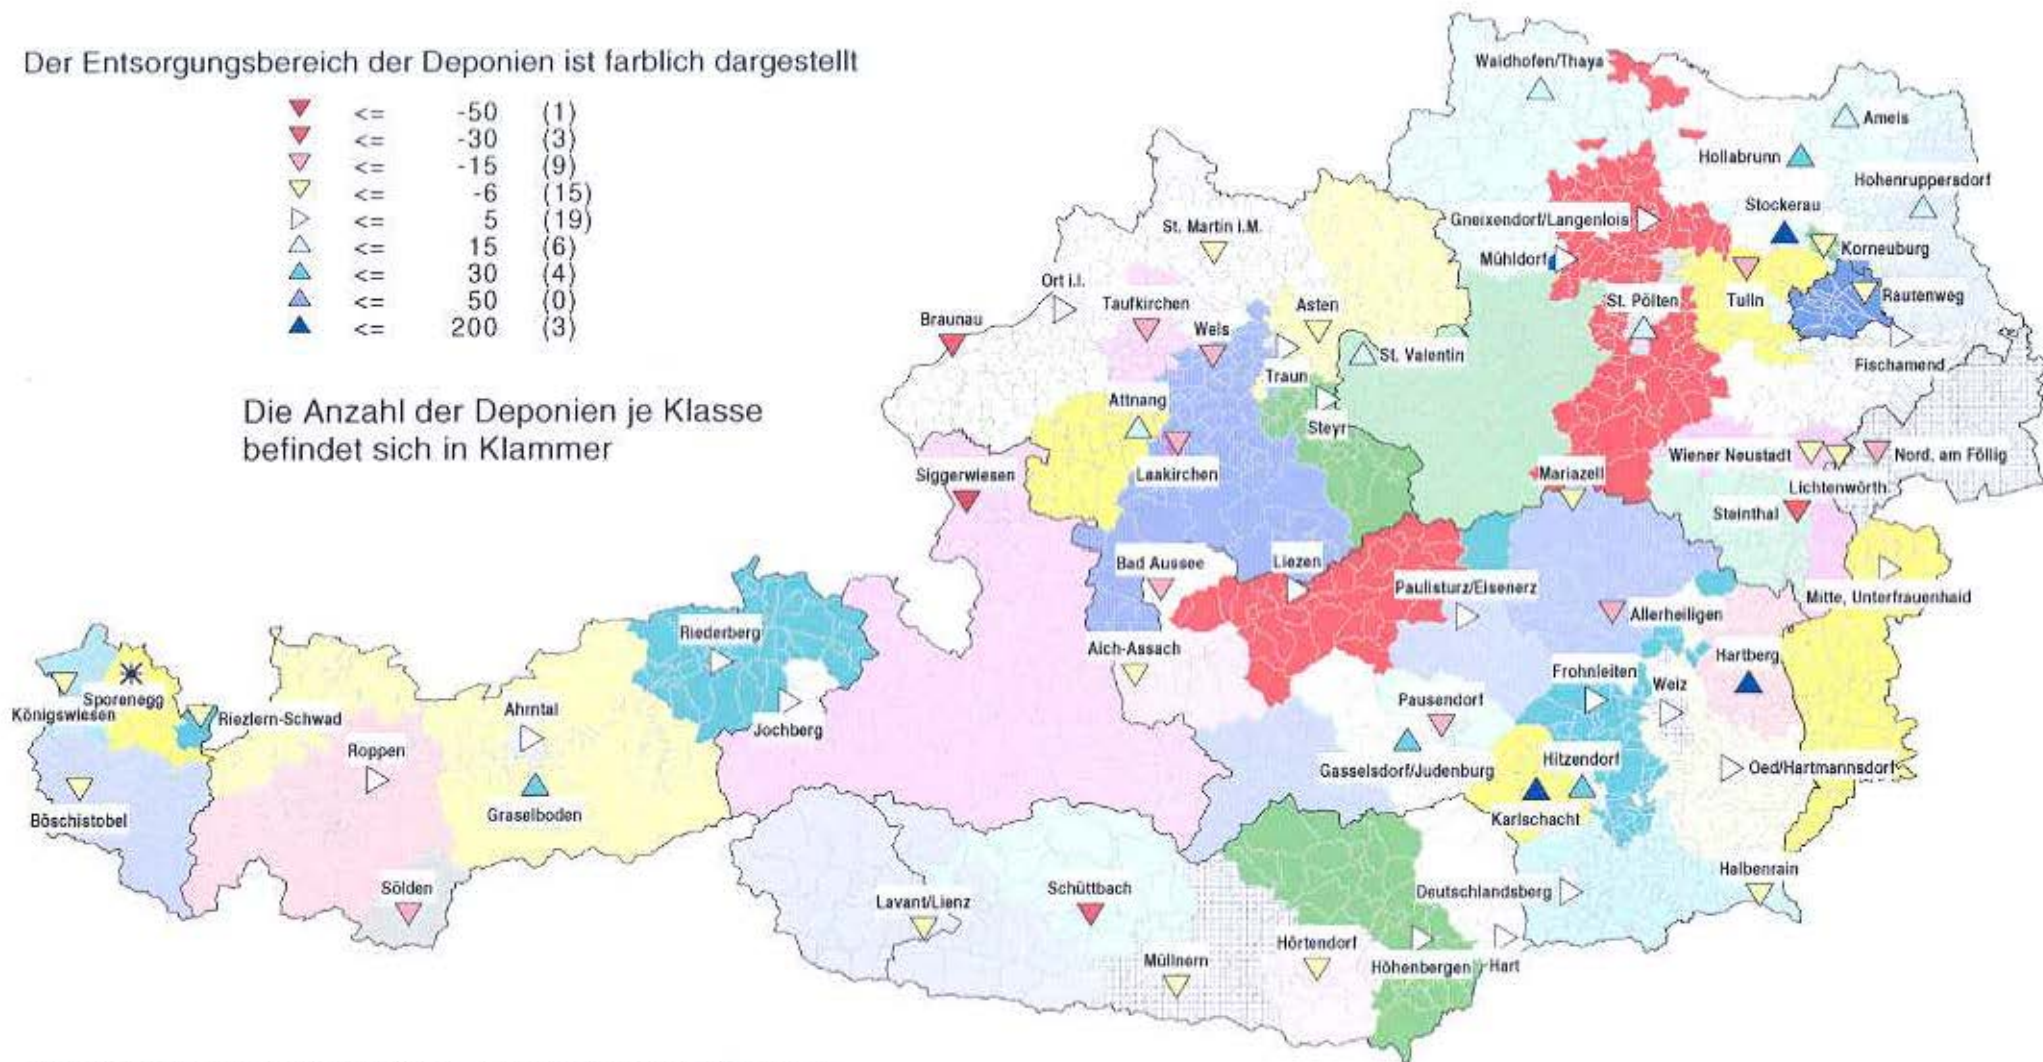 Der Entsorgungsbereich der Deponien ist farblich dargestellt
<= -50 (1)
<= -30 (3)
<= -15 (9)
<= -6 (15)
<= 5 (19)
<= 15 (6)
<= 30 (4)
<= 50 (0)
<= 200 (3)
Die Anzahl der Deponien je Klasse
befindet sich in Klammer
Waidhofen/Thaya
Ameis
Hollabrunn
Hohenruppersdorf
Gneixendorf/Langenlois
Stockerau
St. Martin i.M.
Korneuburg
Mühldorf
Ort i.I.
Taufkirchen
Asten
St. Pölten
Tulln
Rautenweg
Braunau
Wels
St. Valentin
Fischamend
Traun
Attnang
Steyr
Siggerwiesen
Laakirchen
Mariazell
Wiener Neustadt
Nord, am Föllig
Lichtenwörth
Steinthal
Bad Aussee
Liezen
Paulisturz/Eisenerz
Mitte, Unterfrauenhaid
Allerheiligen
Riederberg
Aich-Assach
Frohnleiten
Hartberg
Weiz
Sporenegg
Königswiesen
Riezlern-Schwad
Ahrntal
Jochberg
Pausendorf
Roppen
Gasselsdorf/Judenburg
Hitzendorf
Oed/Hartmannsdorf
Böschistobel
Graselboden
Karlschacht
Halbenrain
Sölden
Lavant/Lienz
Schüttbach
Deutschlandsberg
Müllnern
Hörtendorf
Höhenbergen
Hart